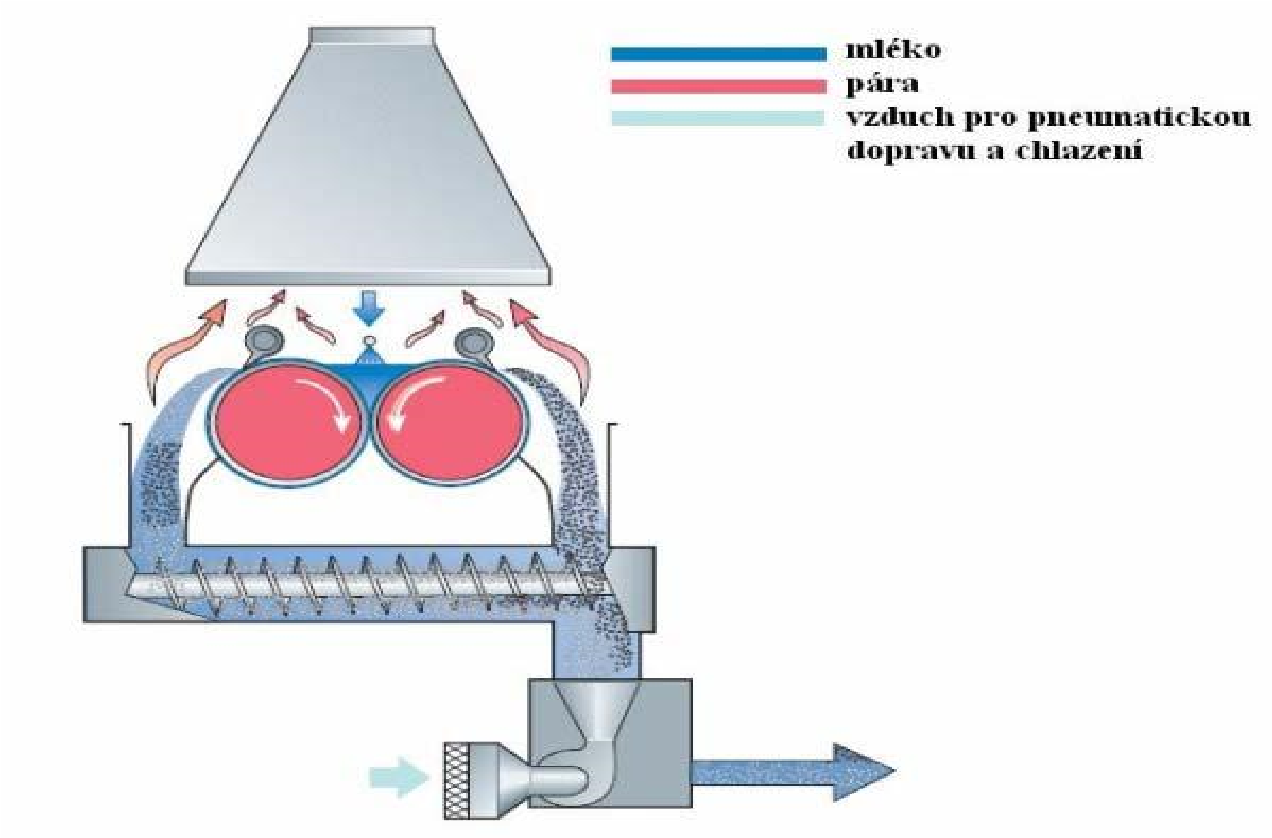 mléko
pára
vzduch pro pneumatickou
dopravu a chlazení